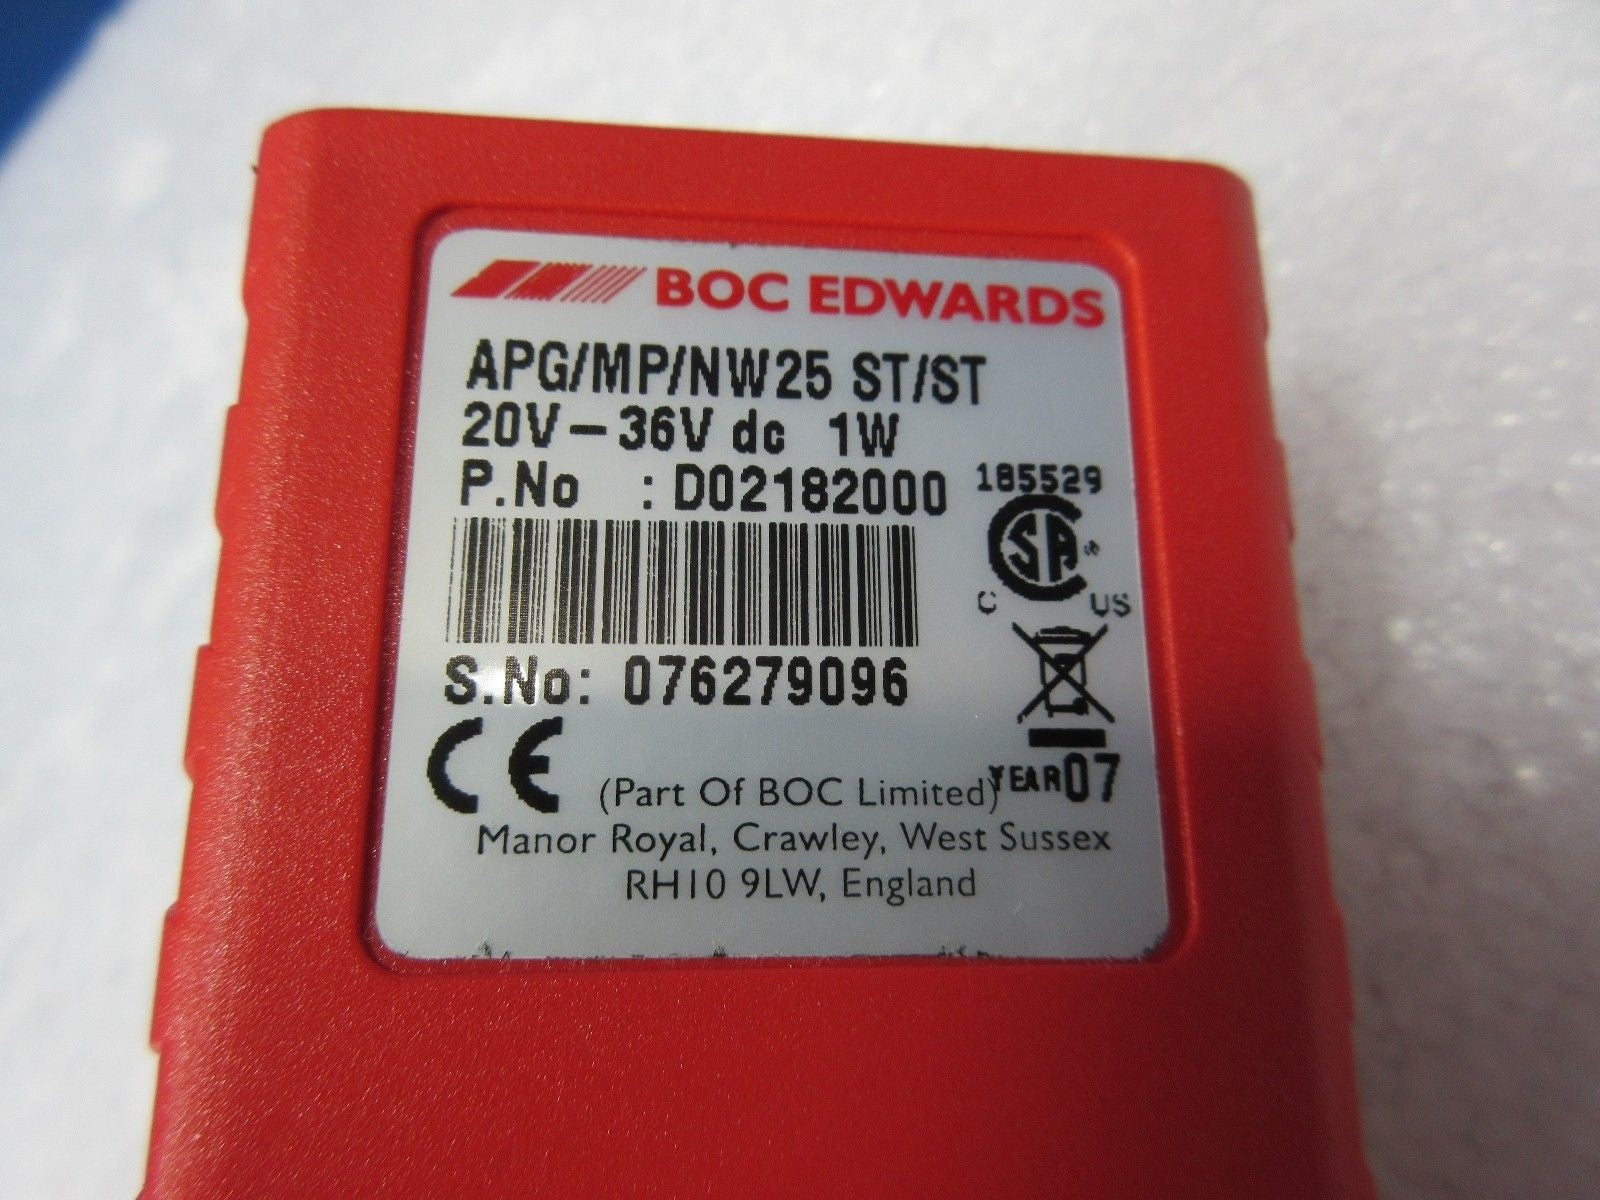 BOC EDWARDS
APG/MP/NW25 ST/ST
20V-36V dc 1W
P.No : D02182000
185529
C US
S.No: 076279096
CE
YEAR07
(Part Of BOC Limited)
Manor Royal, Crawley, West Sussex
RH10 9LW, England